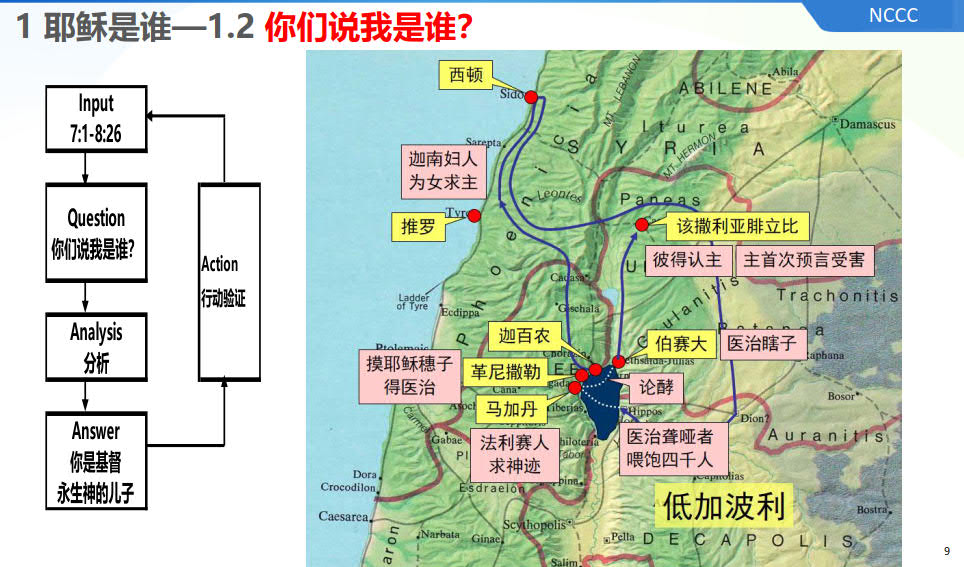 NCCC
1 耶稣是谁—1.2 你们说我是谁？
Input
7:1-8:26
Question
你们说我是谁?
Analysis
分析
Answer
你是基督
永生神的儿子
Action
行动验证
西顿
迦南妇人
为女求主
推罗
该撒利亚腓立比
彼得认主
主首次预言受害
迦百农
伯赛大
医治瞎子
摸耶稣穗子
得医治
革尼撒勒
马加丹
论酵
法利赛人
求神迹
医治聋哑者
喂饱四千人
低加波利
MT. LEBANON
Abila
ABILENE
Damascus
Iturea
SYRIA
MT. HERMON
Sarepta
Leontes
Paneas
Phoenicia
Ladder
of Tyre
Ecdippa
Cadasa
Gischala
Trachonitis
Cana
Hippos
Dion?
Bosor
Auranitis
Gabae
Dora
Crocodilon
Esdraelon
Caesarea
Scythopolis
Narbata
Ginae
Pella
DECAPOLIS
Bostra
Salim
9